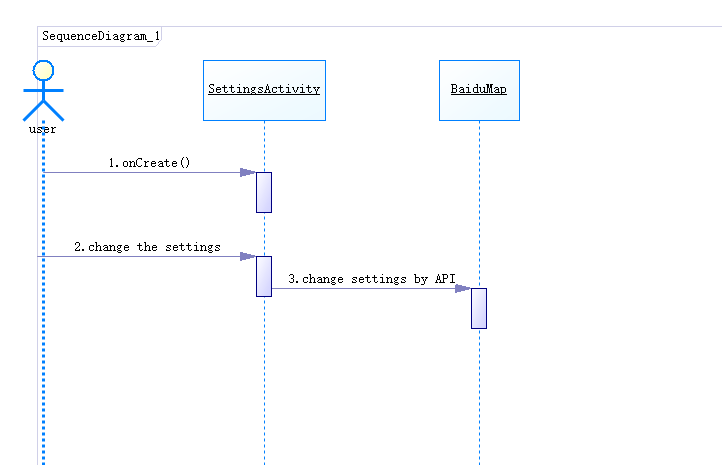 SequenceDiagram_1
SettingsActivity
BaiduMap
user
1.onCreate()
2.change the settings
3.change settings by API